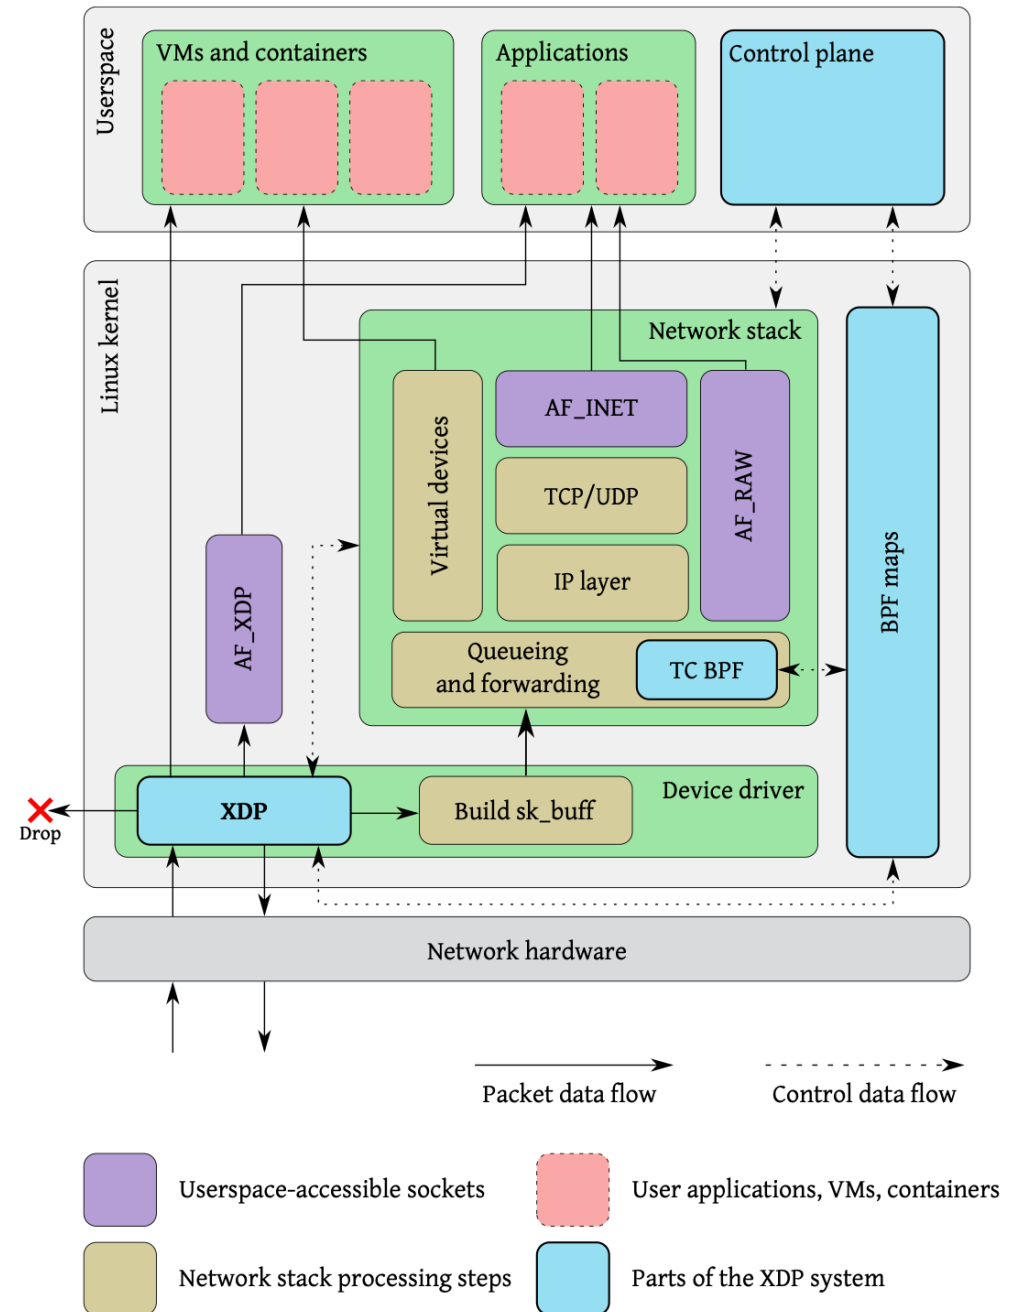 Userspace
VMs and containers
Applications
Control plane
Linux kernel
Network stack
Virtual devices
AF_INET
TCP/UDP
IP layer
AF_RAW
BPF maps
AF_XDP
Queueing
and forwarding
TC BPF
Device driver
XDP
Build sk_buff
Drop
Network hardware
Packet data flow
Control data flow
Userspace-accessible sockets
User applications, VMs, containers
Network stack processing steps
Parts of the XDP system